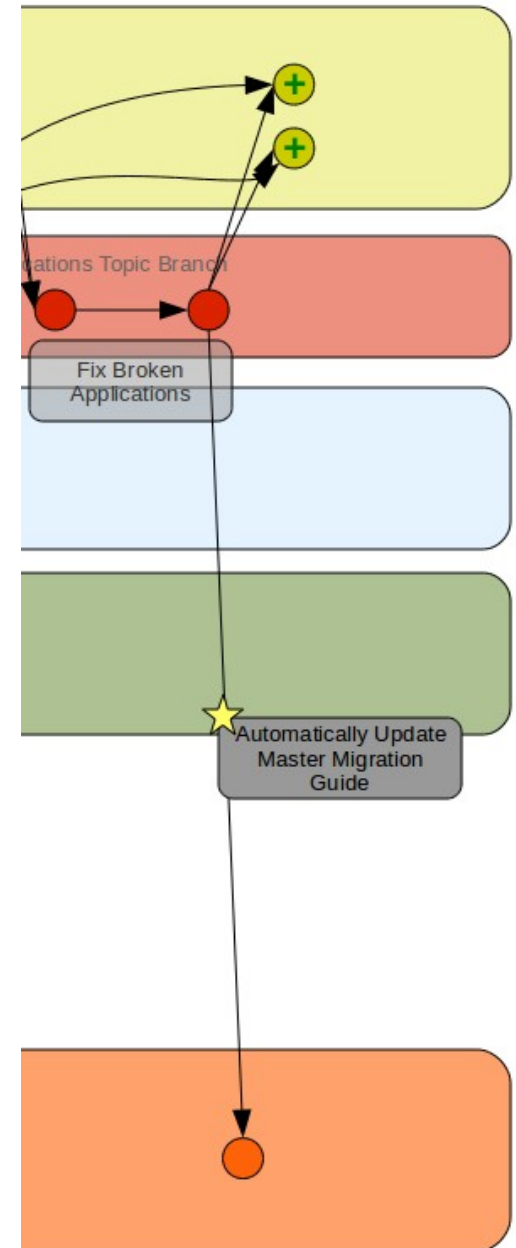 cations Topic Branch
Fix Broken
Applications
Automatically Update
Master Migration
Guide